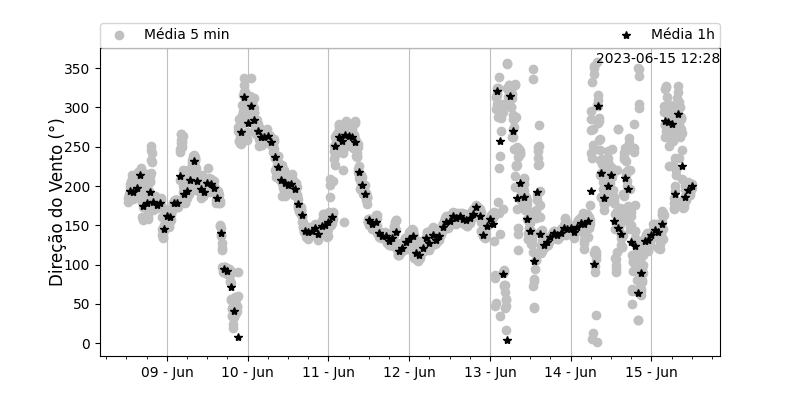 Média 5 min
Média 1h
2023-06-15 12:28
Direção do Vento (°)
350
300
250
200
150
100
50
0
09 - Jun
10 - Jun
11 - Jun
12 - Jun
13 - Jun
14 - Jun
15 - Jun